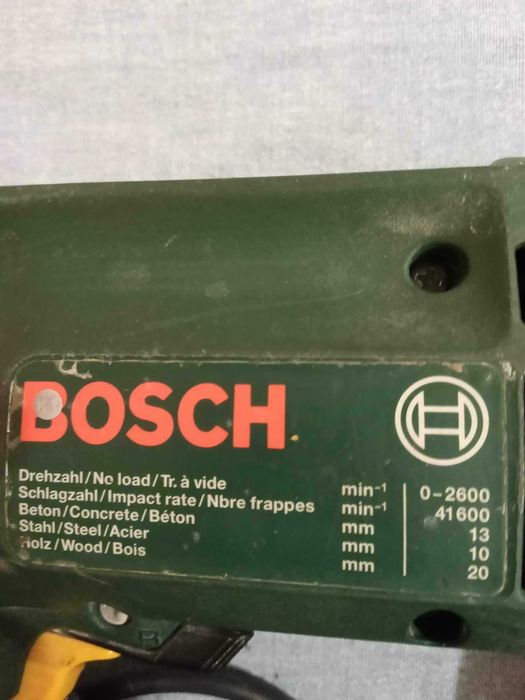 BOSCH
Drehzahl/No load/Tr. à vide min⁻¹ 0-2600
Schlagzahl/Impact rate/Nbre frappes min⁻¹ 41600
Beton/Concrete/Béton mm 13
Stahl/Steel/Acier mm 10
Holz/Wood/Bois mm 20
R